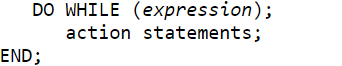 DO WHILE (expression);
action statements;
END;